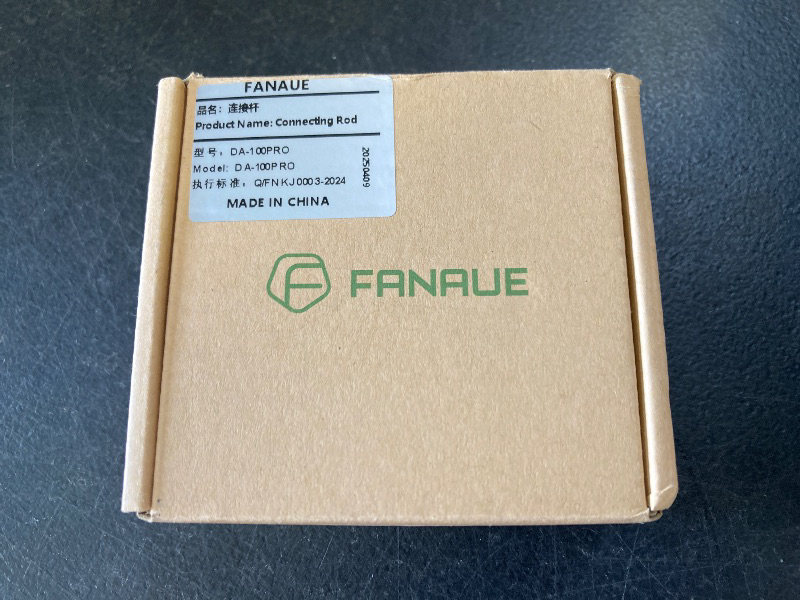 FANAUE
品名：连接杆
Product Name: Connecting Rod
型号：DA-100PRO
Model: DA-100PRO
执行标准：Q/FNKJ0003-2024
20250409
MADE IN CHINA
FANAUE